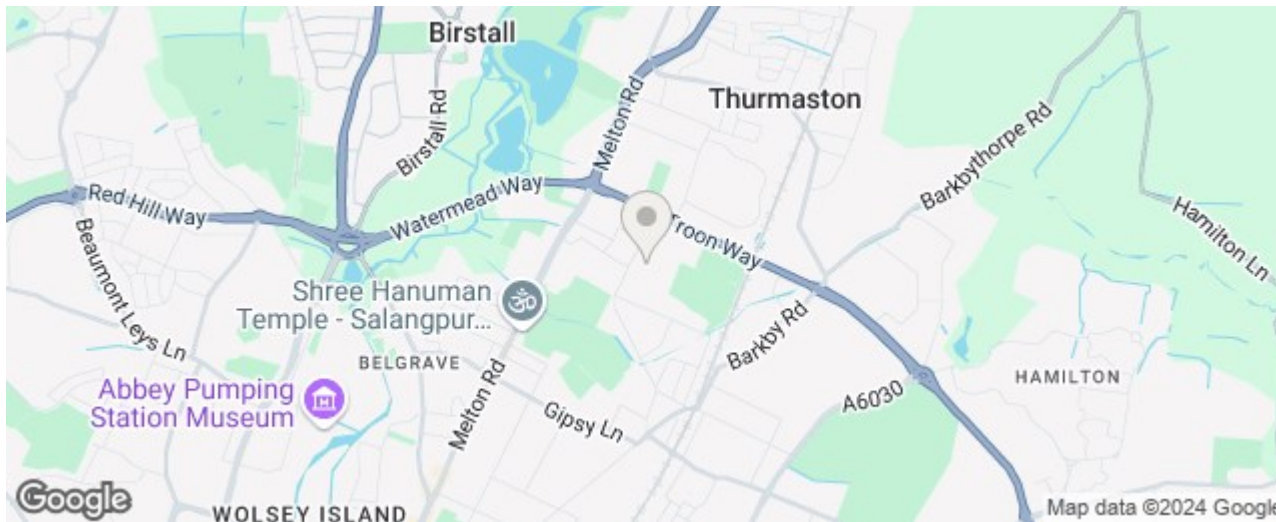 Birstall
Thurmaston
Melton Rd
Birstall Rd
Barkbythorpe Rd
Red Hill Way
Watermead Way
Hamilton Ln
Troon Way
Beaumont Leys Ln
Shree Hanuman
Temple - Salangpur...
BELGRAVE
Barkby Rd
HAMILTON
Abbey Pumping
Station Museum
Melton Rd
Gipsy Ln
A6030
Google
WOLSEY ISLAND
Map data ©2024 Google